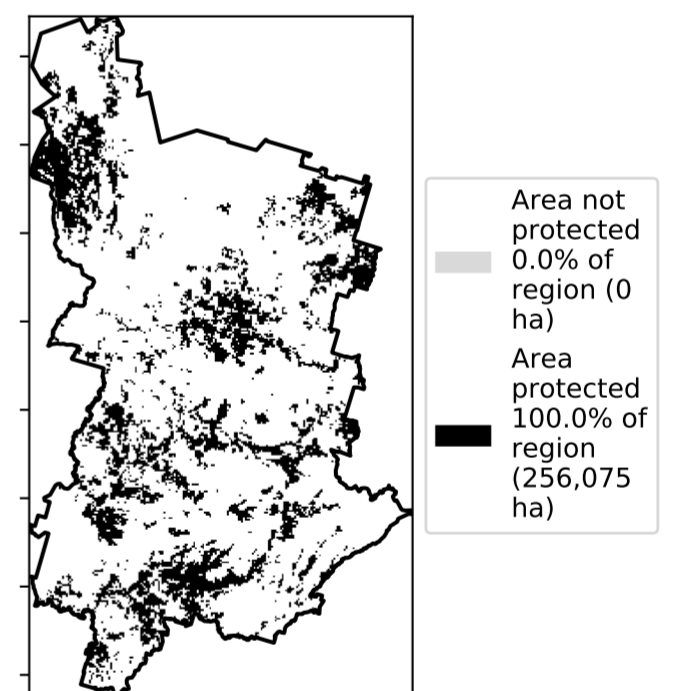 Area not
protected
0.0% of
region (0
ha)
Area
protected
100.0% of
region
(256,075
ha)